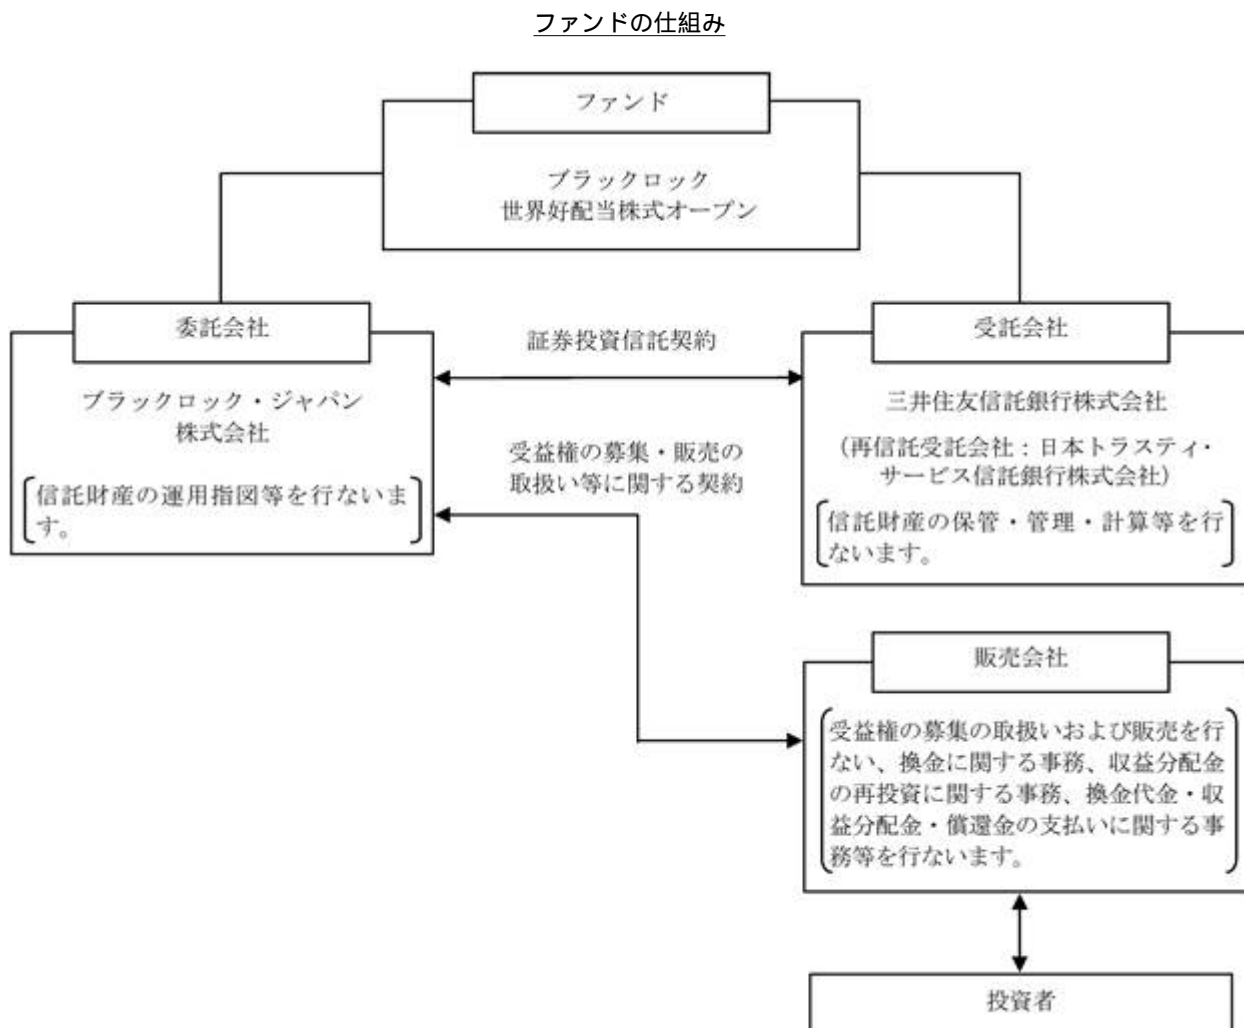 ファンドの仕組み
ファンド
ブラックロック
世界好配当株式オープン
委託会社
ブラックロック・ジャパン
株式会社
信託財産の運用指図等を行ないま
す。
証券投資信託契約
受益権の募集・販売の
取扱い等に関する契約
受託会社
三井住友信託銀行株式会社
(再信託受託会社：日本トラスティ・
サービス信託銀行株式会社)
信託財産の保管・管理・計算等を行
ないます。
販売会社
受益権の募集の取扱いおよび販売を行
ない、換金に関する事務、収益分配金
の再投資に関する事務、換金代金・収
益分配金・償還金の支払いに関する事
務等を行ないます。
投資者